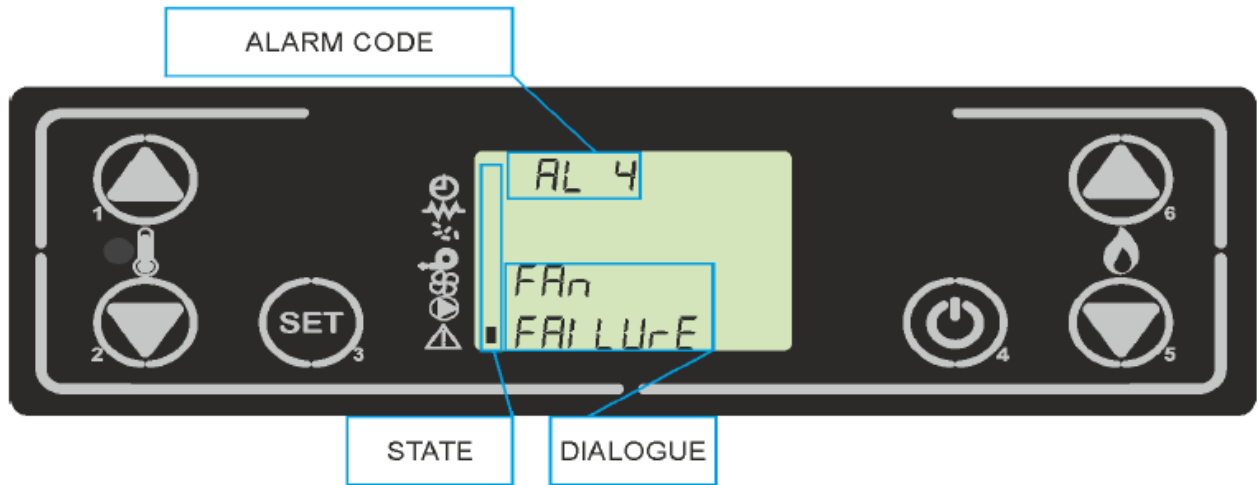 ALARM CODE
AL 4
1
6
FAn
FAILUrE
SET
2
3
4
5
STATE
DIALOGUE